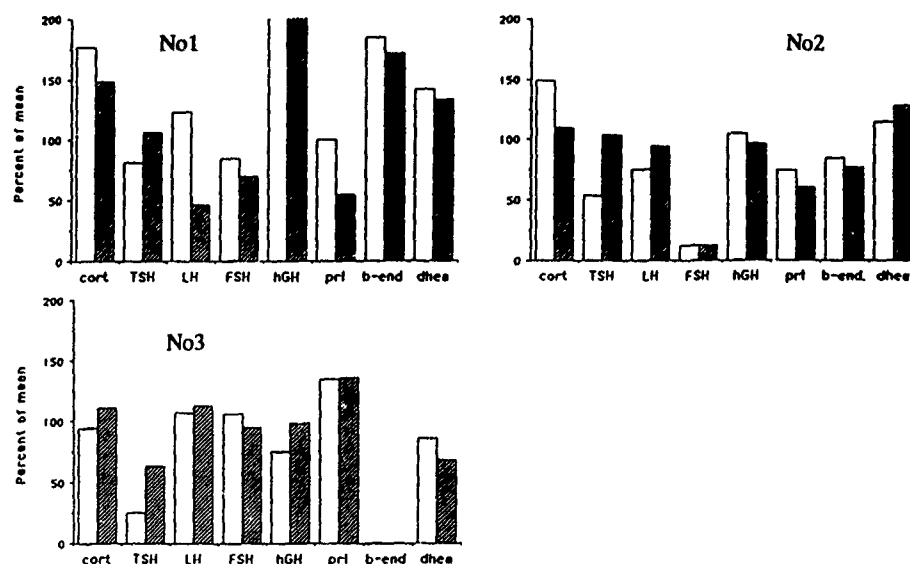 No1
Percent of mean
200
150
100
50
0
cort TSH LH FSH hGH prl b-end dhea
No2
200
150
100
50
0
cort TSH LH FSH hGH prl b-end. dhea
No3
Percent of mean
200
150
100
50
0
cort TSH LH FSH hGH prl b-end dhea